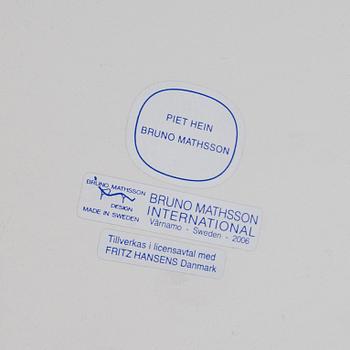 PIET HEIN
BRUNO MATHSSON
BRUNO MATHSSON
DESIGN
MADE IN SWEDEN
BRUNO MATHSSON
INTERNATIONAL
Värnamo - Sweden - 2006
Tillverkas i licensavtal med
FRITZ HANSENS Danmark